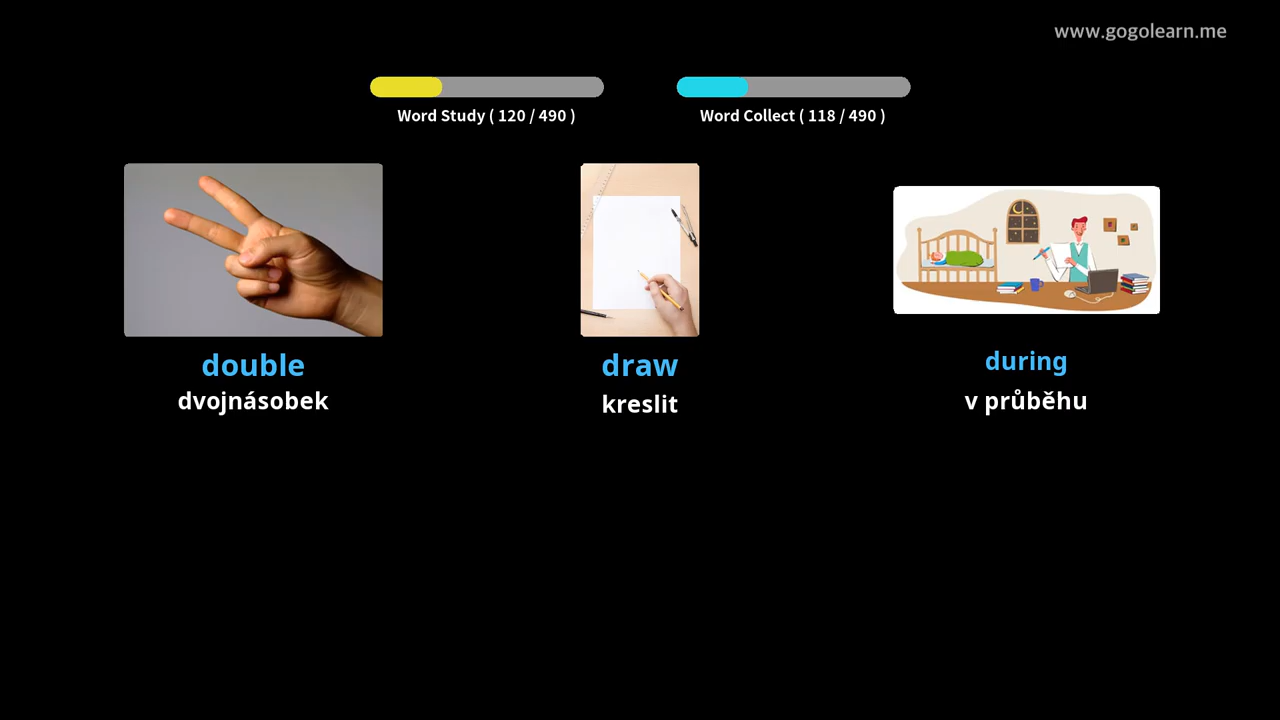 www.gogolearn.me
Word Study ( 120 / 490 )
Word Collect ( 118 / 490 )
double
dvojnásobek
draw
kreslit
during
v průběhu